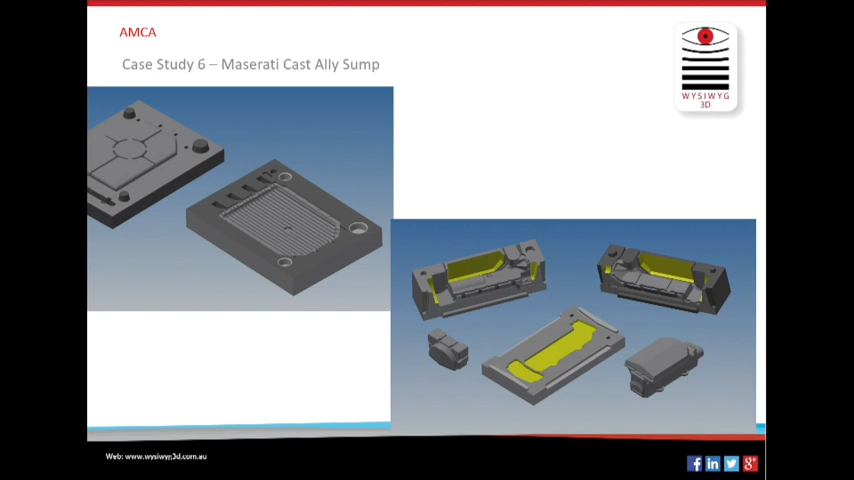 AMCA
Case Study 6 – Maserati Cast Ally Sump
WYSIWYG
3D
Web: www.wysiwyg3d.com.au